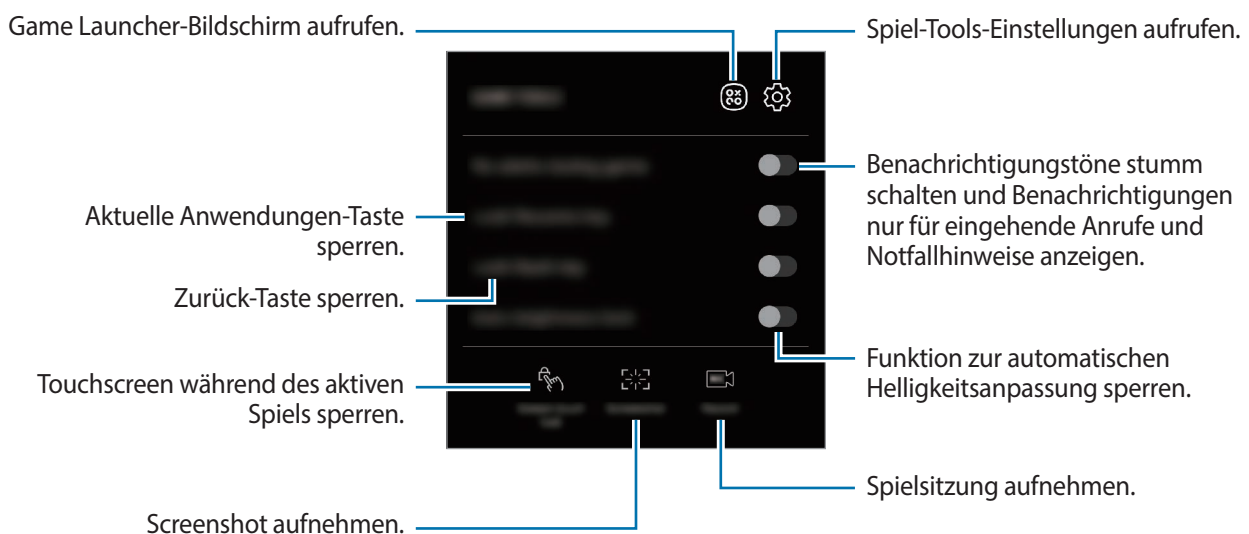 Game Launcher-Bildschirm aufrufen.
Spiel-Tools-Einstellungen aufrufen.
Benachrichtigungstöne stumm
schalten und Benachrichtigungen
nur für eingehende Anrufe und
Notfallhinweise anzeigen.
Aktuelle Anwendungen-Taste
sperren.
Zurück-Taste sperren.
Funktion zur automatischen
Helligkeitsanpassung sperren.
Touchscreen während des aktiven
Spiels sperren.
Spielsitzung aufnehmen.
Screenshot aufnehmen.